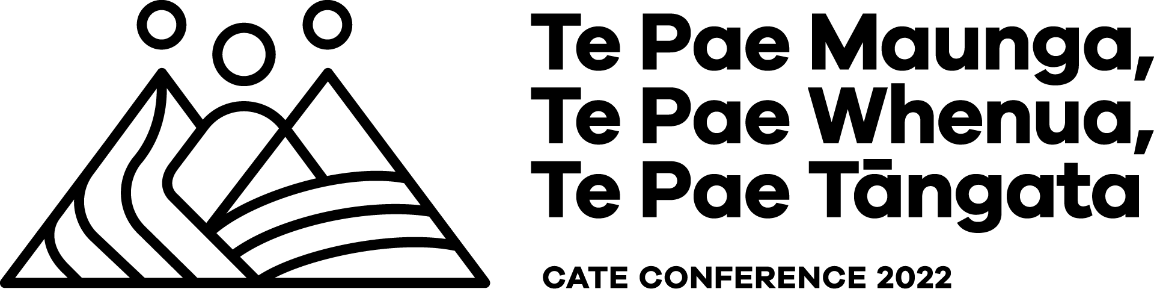 Te Pae Maunga,
Te Pae Whenua,
Te Pae Tāngata
CATE CONFERENCE 2022